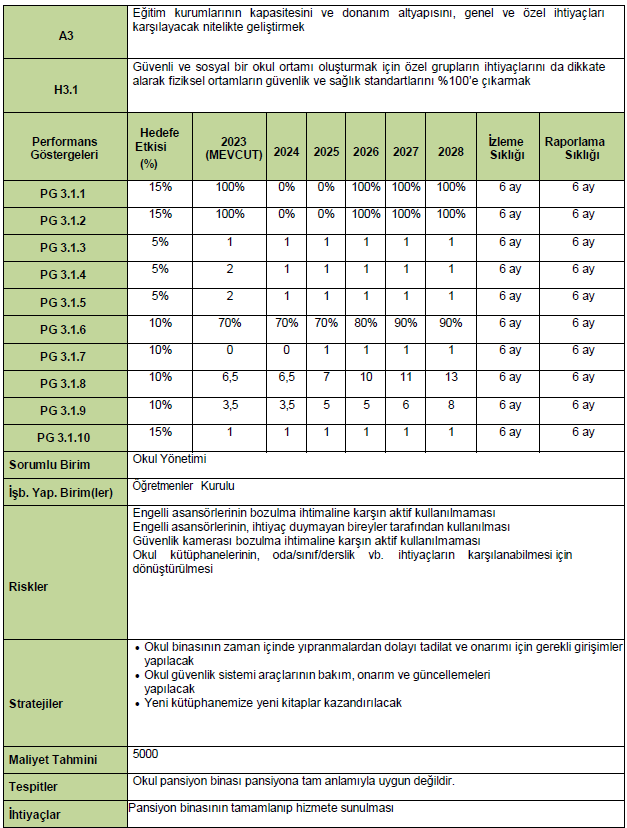 A3
Eğitim kurumlarının kapasitesini ve donanım altyapısını, genel ve özel ihtiyaçları
karşılayacak nitelikte geliştirmek
H3.1
Güvenli ve sosyal bir okul ortamı oluşturmak için özel grupların ihtiyaçlarını da dikkate
alarak fiziksel ortamların güvenlik ve sağlık standartlarını %100'e çıkarmak
Performans Göstergeleri Hedefe Etkisi (%) 2023 (MEVCUT) 2024 2025 2026 2027 2028 İzleme Sıklığı Raporlama Sıklığı
PG 3.1.1 15% 100% 0% 0% 100% 100% 100% 6 ay 6 ay
PG 3.1.2 15% 100% 0% 0% 100% 100% 100% 6 ay 6 ay
PG 3.1.3 5% 1 1 1 1 1 1 6 ay 6 ay
PG 3.1.4 5% 2 1 1 1 1 1 6 ay 6 ay
PG 3.1.5 5% 2 1 1 1 1 1 6 ay 6 ay
PG 3.1.6 10% 70% 70% 70% 80% 90% 90% 6 ay 6 ay
PG 3.1.7 10% 0 0 1 1 1 1 6 ay 6 ay
PG 3.1.8 10% 6,5 6,5 7 10 11 13 6 ay 6 ay
PG 3.1.9 10% 3,5 3,5 5 5 6 8 6 ay 6 ay
PG 3.1.10 15% 1 1 1 1 1 1 6 ay 6 ay
Sorumlu Birim Okul Yönetimi
İşb. Yap. Birim(ler) Öğretmenler Kurulu
Riskler
Engelli asansörlerinin bozulma ihtimaline karşın aktif kullanılmaması
Engelli asansörlerinin, ihtiyaç duymayan bireyler tarafından kullanılması
Güvenlik kamerası bozulma ihtimaline karşın aktif kullanılmaması
Okul kütüphanelerinin, oda/sınıf/derslik vb. ihtiyaçların karşılanabilmesi için
dönüştürülmesi
Stratejiler
• Okul binasının zaman içinde yıpranmalardan dolayı tadilat ve onarımı için gerekli girişimler
yapılacak
• Okul güvenlik sistemi araçlarının bakım, onarım ve güncellemeleri
yapılacak
• Yeni kütüphanemize yeni kitaplar kazandırılacak
Maliyet Tahmini 5000
Tespitler Okul pansiyon binası pansiyona tam anlamıyla uygun değildir.
İhtiyaçlar Pansiyon binasının tamamlanıp hizmete sunulması